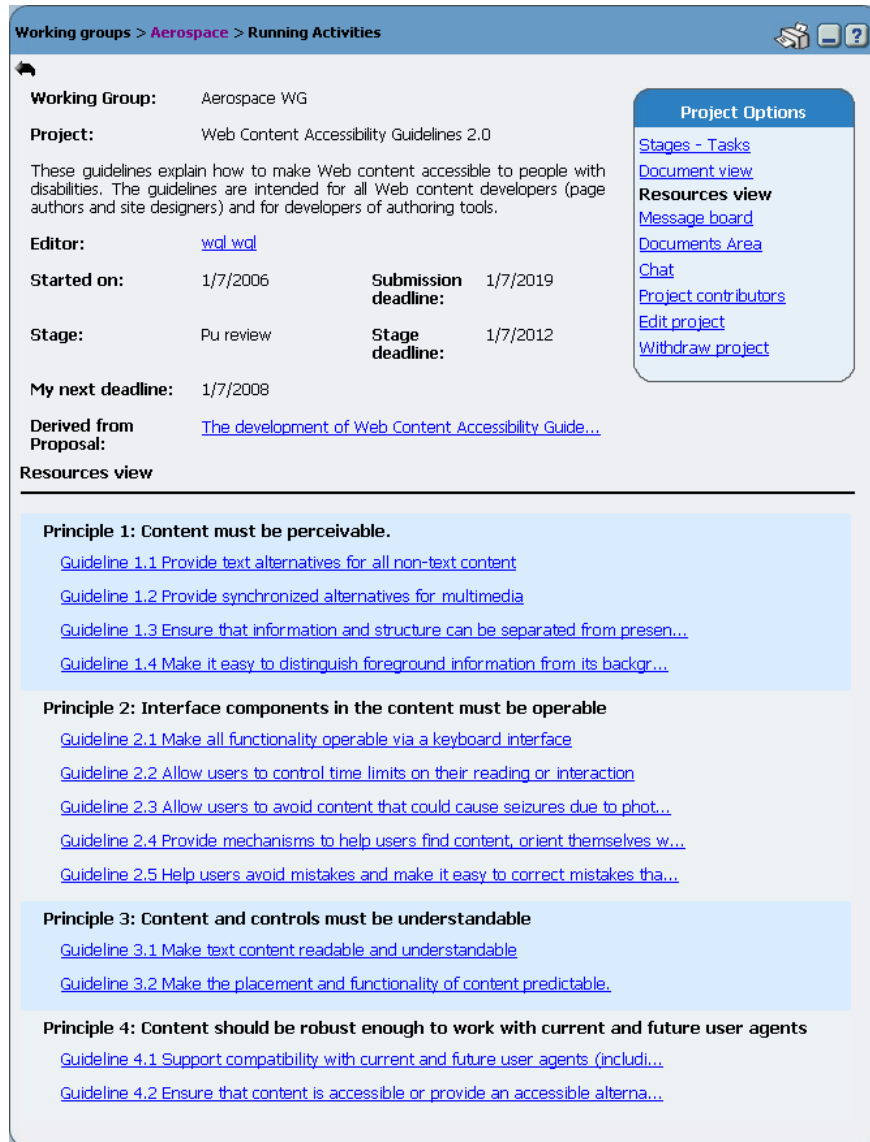 Working groups > Aerospace > Running Activities
?
Working Group: Aerospace WG
Project: Web Content Accessibility Guidelines 2.0
These guidelines explain how to make Web content accessible to people with
disabilities. The guidelines are intended for all Web content developers (page
authors and site designers) and for developers of authoring tools.
Editor: wgl wgl
Started on: 1/7/2006 Submission deadline: 1/7/2019
Stage: Pu review Stage deadline: 1/7/2012
My next deadline: 1/7/2008
Derived from Proposal: The development of Web Content Accessibility Guide...
Project Options
Stages - Tasks
Document view
Resources view
Message board
Documents Area
Chat
Project contributors
Edit project
Withdraw project
Resources view
Principle 1: Content must be perceivable.
Guideline 1.1 Provide text alternatives for all non-text content
Guideline 1.2 Provide synchronized alternatives for multimedia
Guideline 1.3 Ensure that information and structure can be separated from presen...
Guideline 1.4 Make it easy to distinguish foreground information from its backgr...
Principle 2: Interface components in the content must be operable
Guideline 2.1 Make all functionality operable via a keyboard interface
Guideline 2.2 Allow users to control time limits on their reading or interaction
Guideline 2.3 Allow users to avoid content that could cause seizures due to phot...
Guideline 2.4 Provide mechanisms to help users find content, orient themselves w...
Guideline 2.5 Help users avoid mistakes and make it easy to correct mistakes tha...
Principle 3: Content and controls must be understandable
Guideline 3.1 Make text content readable and understandable
Guideline 3.2 Make the placement and functionality of content predictable.
Principle 4: Content should be robust enough to work with current and future user agents
Guideline 4.1 Support compatibility with current and future user agents (includi...
Guideline 4.2 Ensure that content is accessible or provide an accessible alterna...